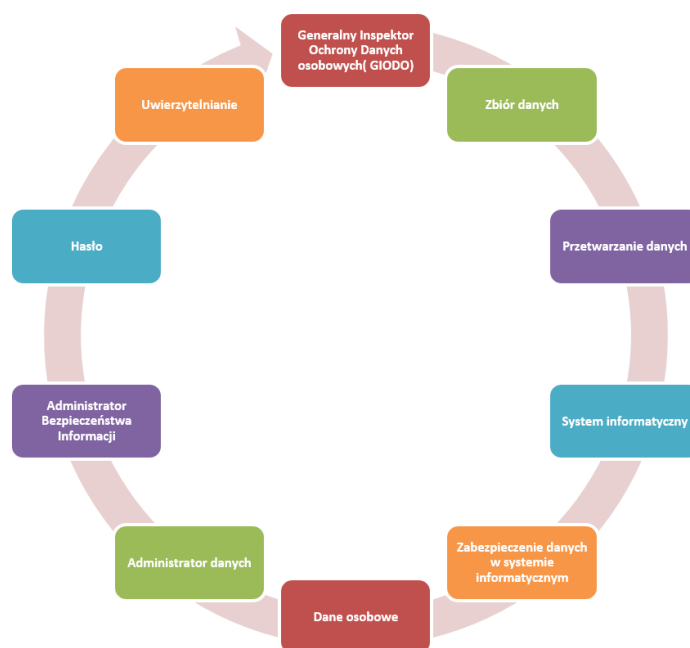 Generalny Inspektor
Ochrony Danych
osobowych( GIODO)
Zbiór danych
Przetwarzanie danych
System informatyczny
Zabezpieczenie danych
w systemie
informatycznym
Dane osobowe
Administrator danych
Administrator
Bezpieczeństwa
Informacji
Hasło
Uwierzytelnianie